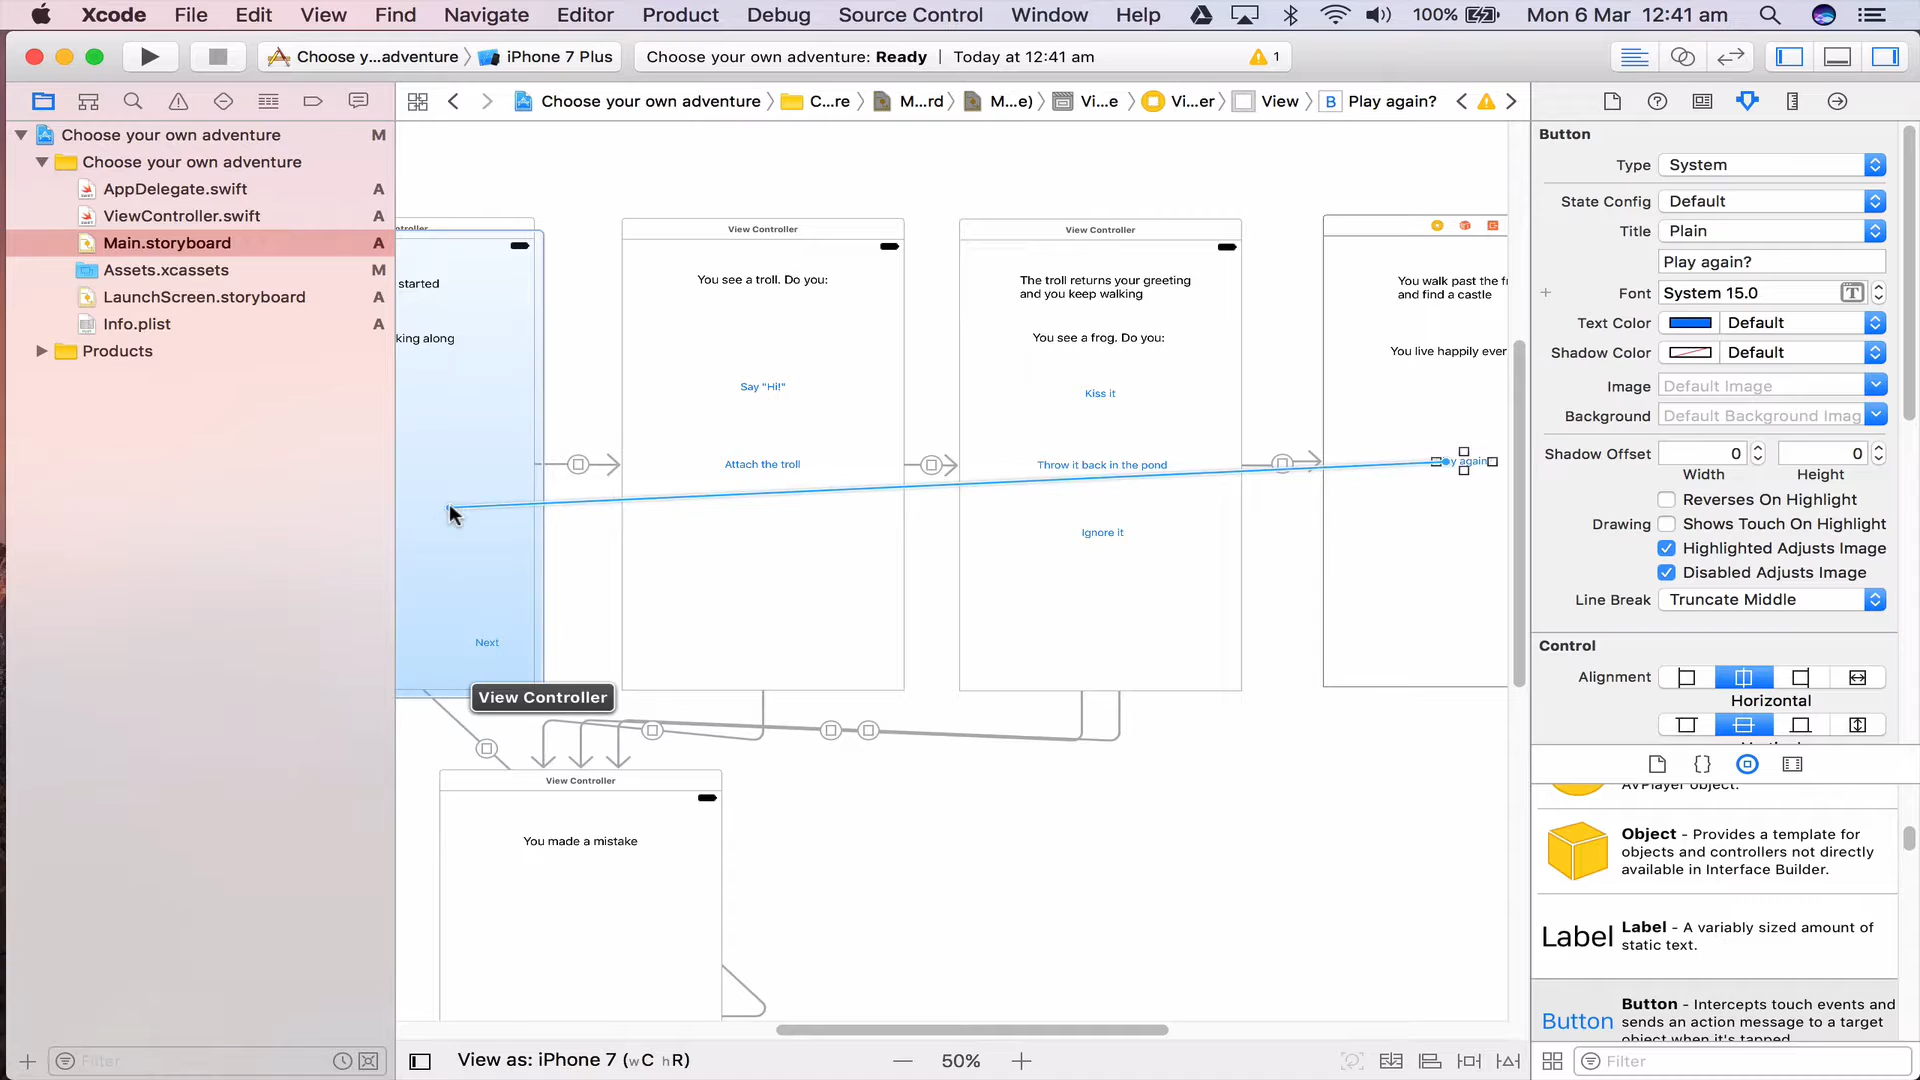 Xcode File Edit View Find Navigate Editor Product Debug Source Control Window Help 100% Mon 6 Mar 12:41 am
Choose y...adventure iPhone 7 Plus Choose your own adventure: Ready Today at 12:41 am 1
Choose your own adventure C...re M...rd M...e) Vi...e Vi...er View B Play again?
Choose your own adventure M
Choose your own adventure
AppDelegate.swift A
ViewController.swift A
Main.storyboard A
Assets.xcassets M
LaunchScreen.storyboard A
Info.plist A
Products
Filter
started
king along
Next
View Controller
View Controller
You see a troll. Do you:
Say "Hi!"
Attach the troll
View Controller
The troll returns your greeting
and you keep walking
You see a frog. Do you:
Kiss it
Throw it back in the pond
Ignore it
You walk past the fr
and find a castle
You live happily ever
y again
View Controller
You made a mistake
View as: iPhone 7 (wC hR)
50%
Button
Type System
State Config Default
Title Plain
Play again?
Font System 15.0
Text Color Default
Shadow Color Default
Image Default Image
Background Default Background Imag
Shadow Offset 0 0
Width Height
Reverses On Highlight
Drawing Shows Touch On Highlight
Highlighted Adjusts Image
Disabled Adjusts Image
Line Break Truncate Middle
Control
Alignment
Horizontal
AVPlayer object.
Object - Provides a template for
objects and controllers not directly
available in Interface Builder.
Label Label - A variably sized amount of
static text.
Button Button - Intercepts touch events and
sends an action message to a target
object when it's tapped.
Filter